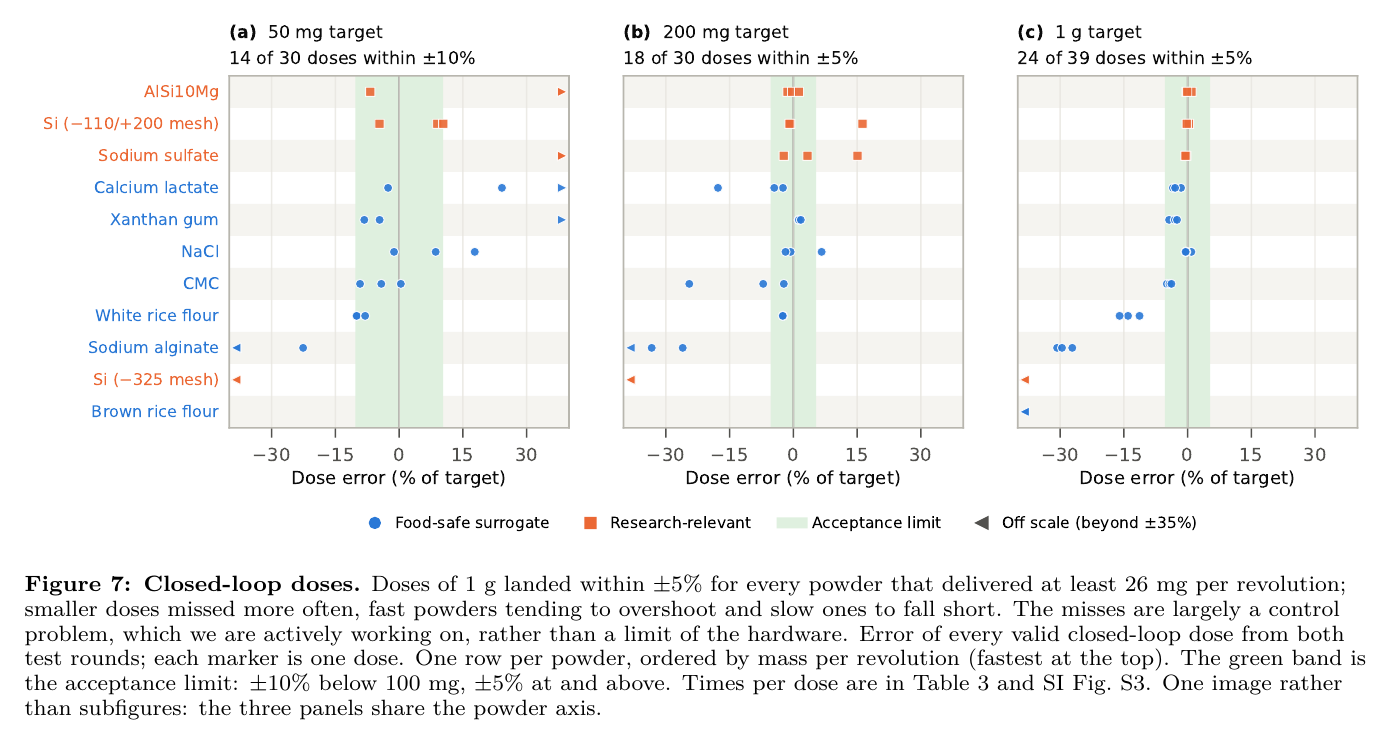 (a) 50 mg target
14 of 30 doses within ±10%
(b) 200 mg target
18 of 30 doses within ±5%
(c) 1 g target
24 of 39 doses within ±5%
AlSi10Mg
Si (−110/+200 mesh)
Sodium sulfate
Calcium lactate
Xanthan gum
NaCl
CMC
White rice flour
Sodium alginate
Si (−325 mesh)
Brown rice flour
−30 −15 0 15 30
Dose error (% of target)
−30 −15 0 15 30
Dose error (% of target)
−30 −15 0 15 30
Dose error (% of target)
Food-safe surrogate
Research-relevant
Acceptance limit
Off scale (beyond ±35%)
Figure 7: Closed-loop doses. Doses of 1 g landed within ±5% for every powder that delivered at least 26 mg per revolution;
smaller doses missed more often, fast powders tending to overshoot and slow ones to fall short. The misses are largely a control
problem, which we are actively working on, rather than a limit of the hardware. Error of every valid closed-loop dose from both
test rounds; each marker is one dose. One row per powder, ordered by mass per revolution (fastest at the top). The green band is
the acceptance limit: ±10% below 100 mg, ±5% at and above. Times per dose are in Table 3 and SI Fig. S3. One image rather
than subfigures: the three panels share the powder axis.